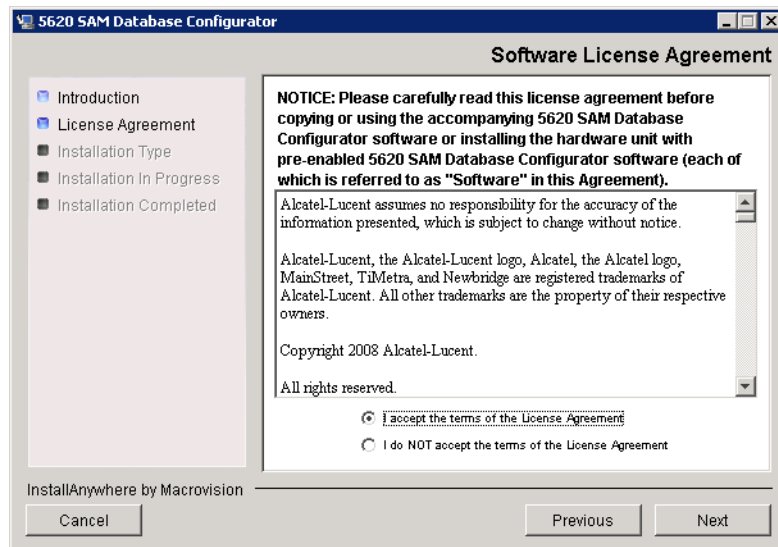 5620 SAM Database Configurator
Software License Agreement
Introduction
License Agreement
Installation Type
Installation In Progress
Installation Completed
NOTICE: Please carefully read this license agreement before
copying or using the accompanying 5620 SAM Database
Configurator software or installing the hardware unit with
pre-enabled 5620 SAM Database Configurator software (each of
which is referred to as "Software" in this Agreement).
Alcatel-Lucent assumes no responsibility for the accuracy of the
information presented, which is subject to change without notice.
Alcatel-Lucent, the Alcatel-Lucent logo, Alcatel, the Alcatel logo,
MainStreet, TiMetra, and Newbridge are registered trademarks of
Alcatel-Lucent. All other trademarks are the property of their respective
owners.
Copyright 2008 Alcatel-Lucent.
All rights reserved.
I accept the terms of the License Agreement
I do NOT accept the terms of the License Agreement
InstallAnywhere by Macrovision
Cancel
Previous
Next